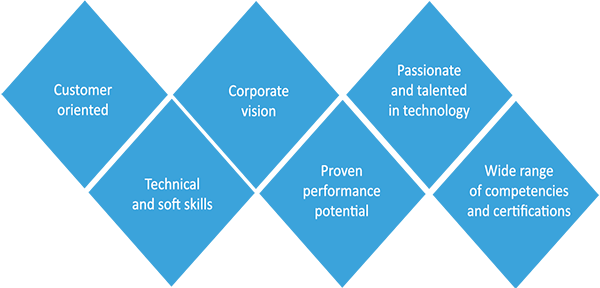 Customer
oriented
Corporate
vision
Passionate
and talented
in technology
Technical
and soft skills
Proven
performance
potential
Wide range
of competencies
and certifications